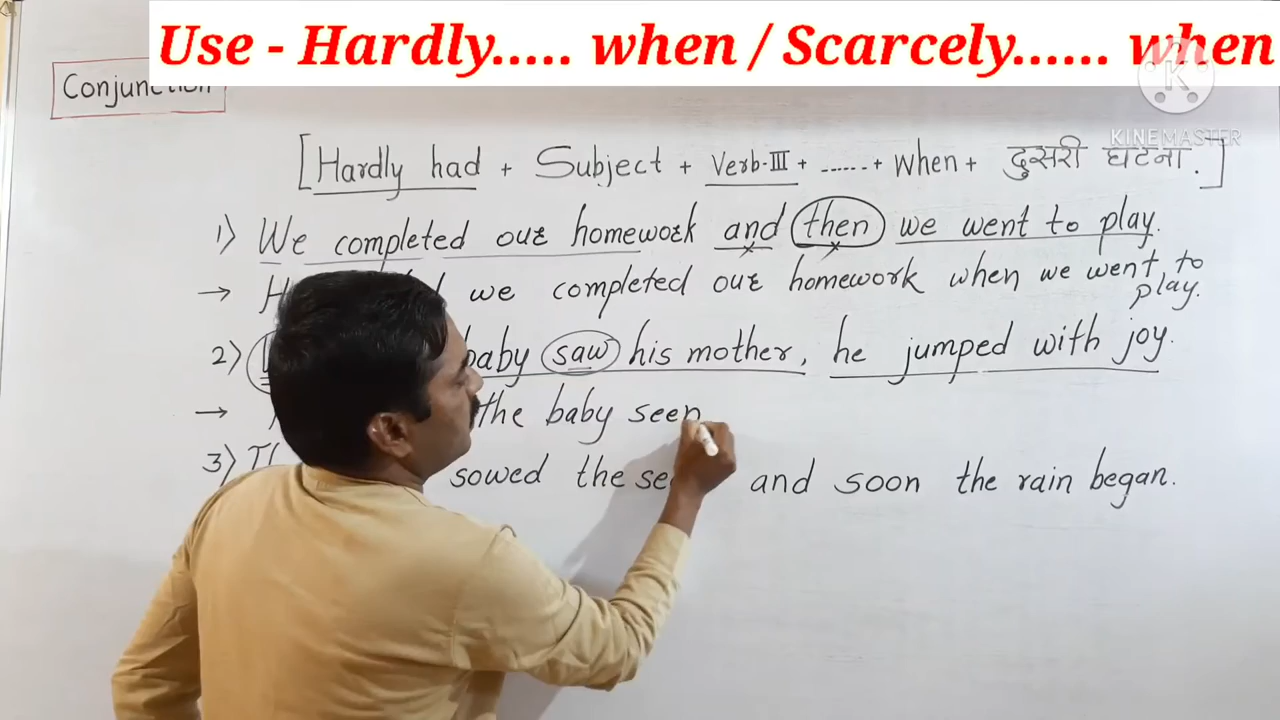 Use - Hardly..... when / Scarcely...... when
Conjunction
KINEMASTER
[Hardly had + Subject + Verb-III + ...... + when + दुसरी घटना.]
1) We completed our homework and then we went to play.
→ we completed our homework when we went to
play.
2) baby saw his mother, he jumped with joy.
→ the baby seen
3) sowed the and soon the rain began.